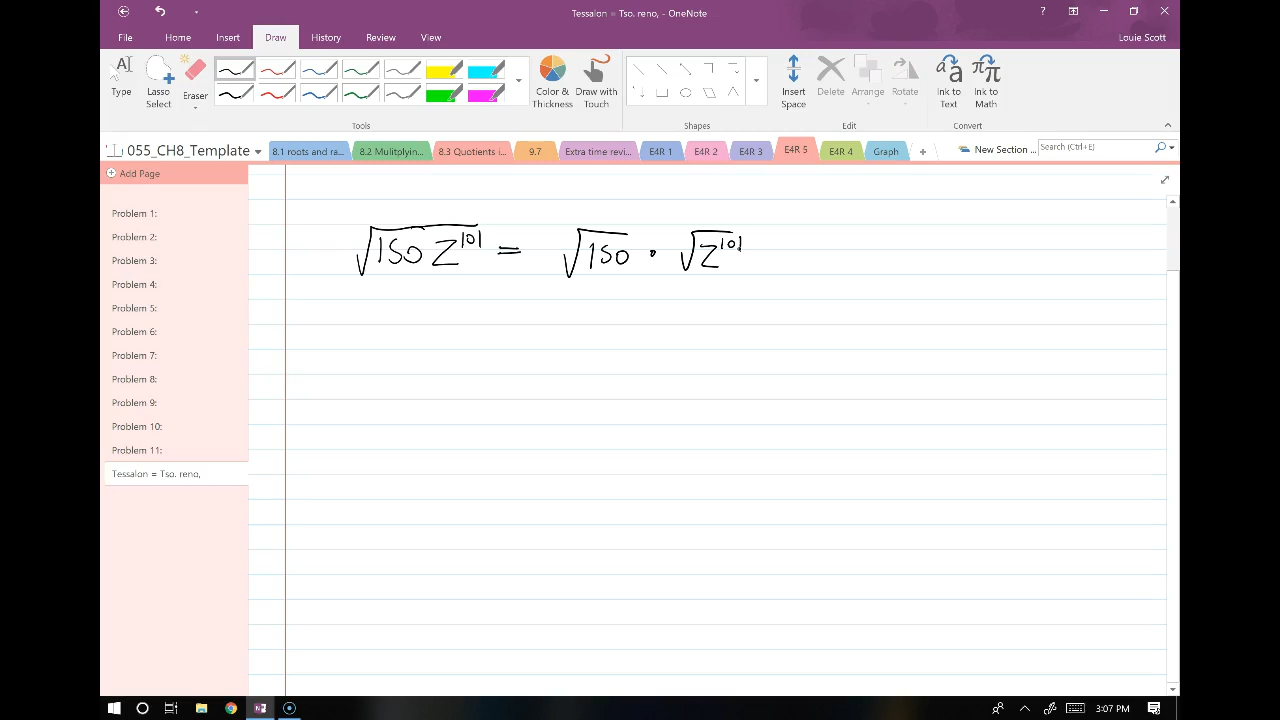 Tessalon = Tso. reno, - OneNote
? 
File Home Insert Draw History Review View Louie Scott
A
Type Lasso Select Eraser Color & Thickness Draw with Touch Insert Space Delete Arrange Rotate Ink to Text Ink to Math
Tools Shapes Edit Convert
055_CH8_Template 8.1 roots and ra... 8.2 Mulitplyin... 8.3 Quotients i... 9.7 Extra time revi... E4R 1 E4R 2 E4R 3 E4R 5 E4R 4 Graph + New Section ... Search (Ctrl+E)
Add Page
Problem 1:
Problem 2:
Problem 3:
Problem 4:
Problem 5:
Problem 6:
Problem 7:
Problem 8:
Problem 9:
Problem 10:
Problem 11:
Tessalon = Tso. reno,
√150 Z¹⁰¹ = √150 · √Z¹⁰¹
3:07 PM